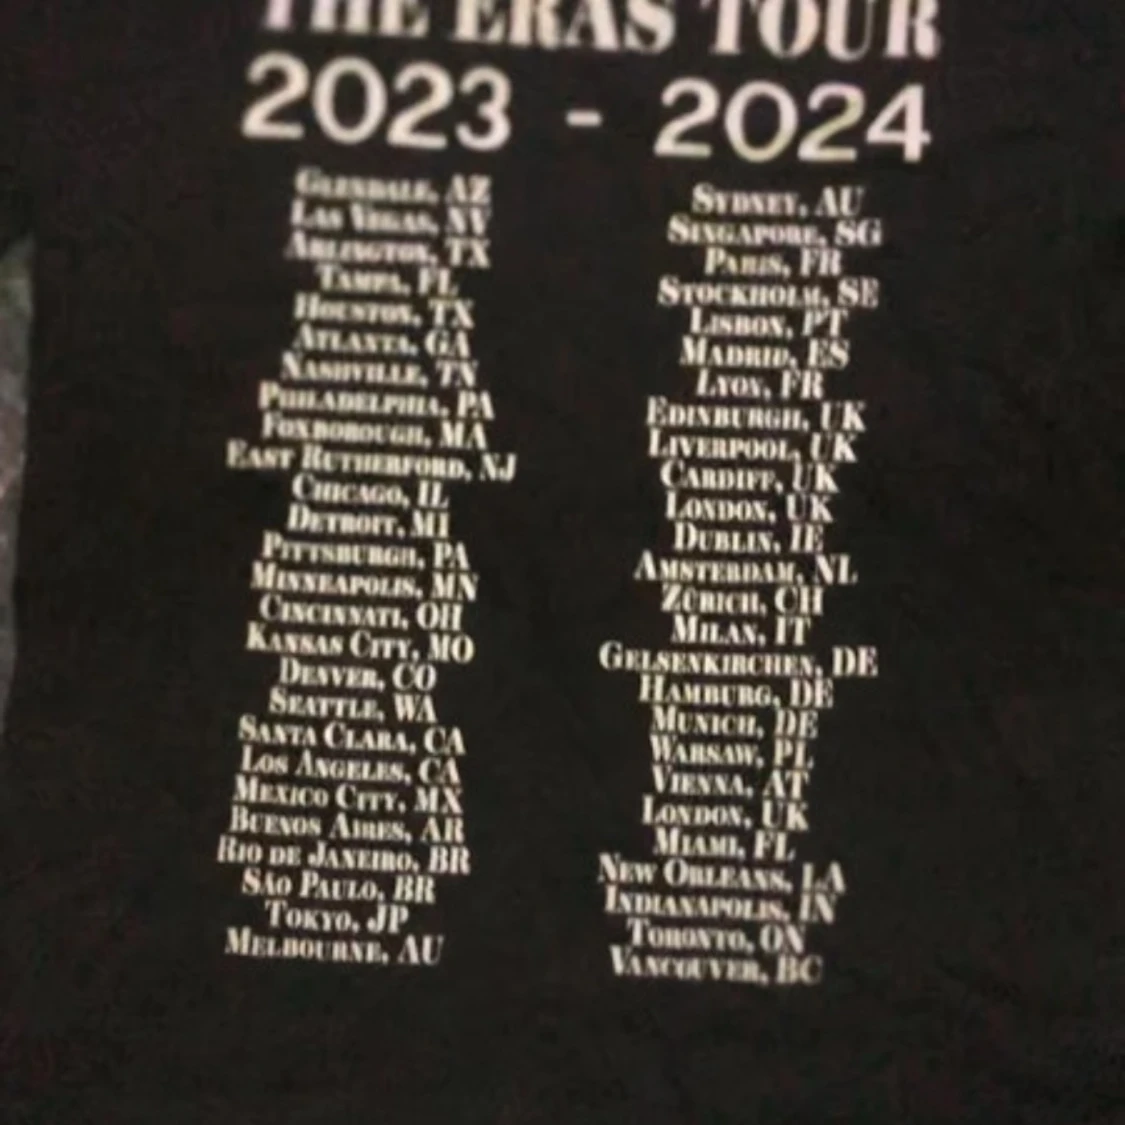 THE ERAS TOUR
2023 - 2024
GLENDALE, AZ
LAS VEGAS, NV
ARLINGTON, TX
TAMPA, FL
HOUSTON, TX
ATLANTA, GA
NASHVILLE, TN
PHILADELPHIA, PA
FOXBOROUGH, MA
EAST RUTHERFORD, NJ
CHICAGO, IL
DETROIT, MI
PITTSBURGH, PA
MINNEAPOLIS, MN
CINCINNATI, OH
KANSAS CITY, MO
DENVER, CO
SEATTLE, WA
SANTA CLARA, CA
LOS ANGELES, CA
MEXICO CITY, MX
BUENOS AIRES, AR
RIO DE JANEIRO, BR
SÃO PAULO, BR
TOKYO, JP
MELBOURNE, AU
SYDNEY, AU
SINGAPORE, SG
PARIS, FR
STOCKHOLM, SE
LISBON, PT
MADRID, ES
LYON, FR
EDINBURGH, UK
LIVERPOOL, UK
CARDIFF, UK
LONDON, UK
DUBLIN, IE
AMSTERDAM, NL
ZÜRICH, CH
MILAN, IT
GELSENKIRCHEN, DE
HAMBURG, DE
MUNICH, DE
WARSAW, PL
VIENNA, AT
LONDON, UK
MIAMI, FL
NEW ORLEANS, LA
INDIANAPOLIS, IN
TORONTO, ON
VANCOUVER, BC